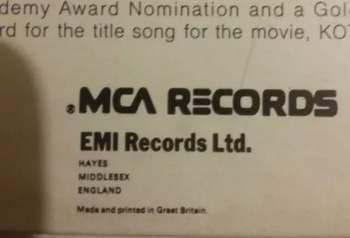 demy Award Nomination and a Gol
rd for the title song for the movie, KOT
®MCA RECORDS
EMI Records Ltd.
HAYES
MIDDLESEX
ENGLAND
Made and printed in Great Britain.